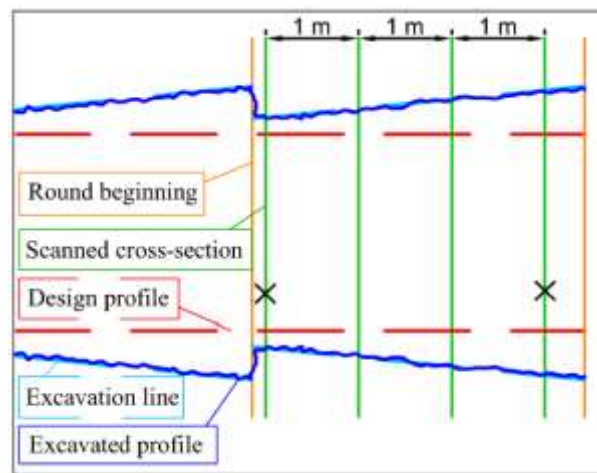 1 m 1 m 1 m
Round beginning
Scanned cross-section
Design profile
Excavation line
Excavated profile